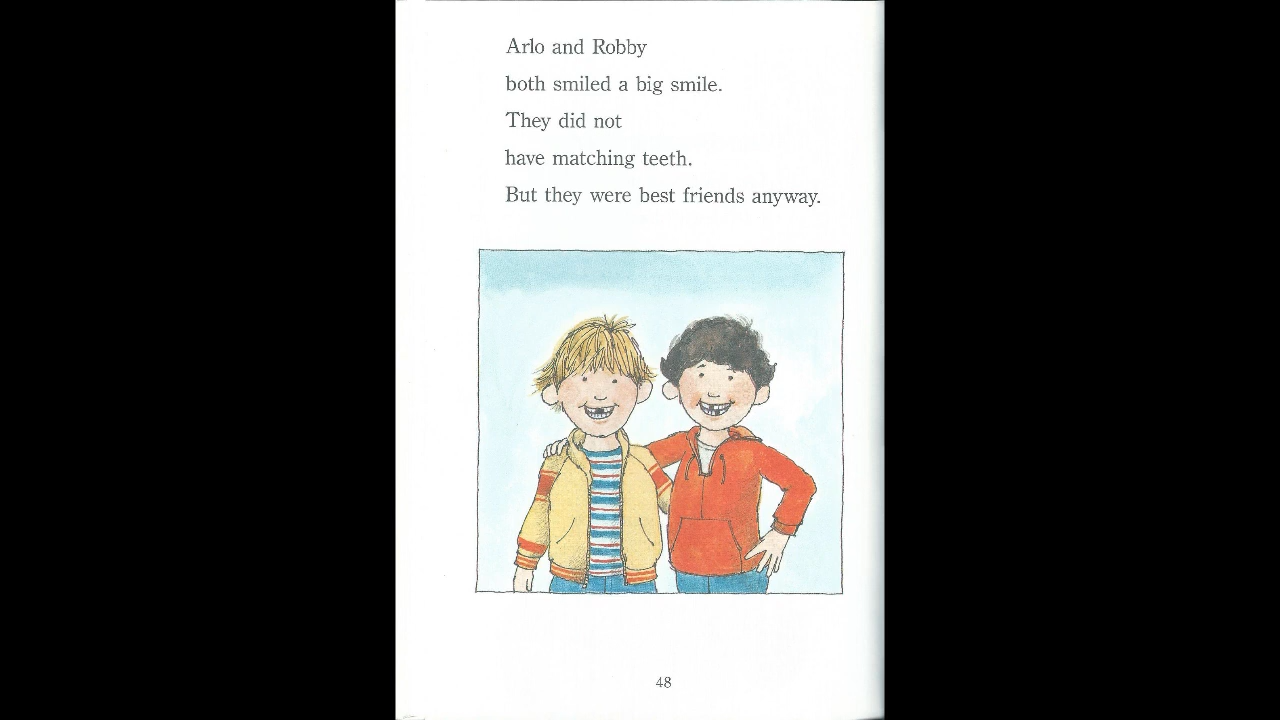 Arlo and Robby
both smiled a big smile.
They did not
have matching teeth.
But they were best friends anyway.
48